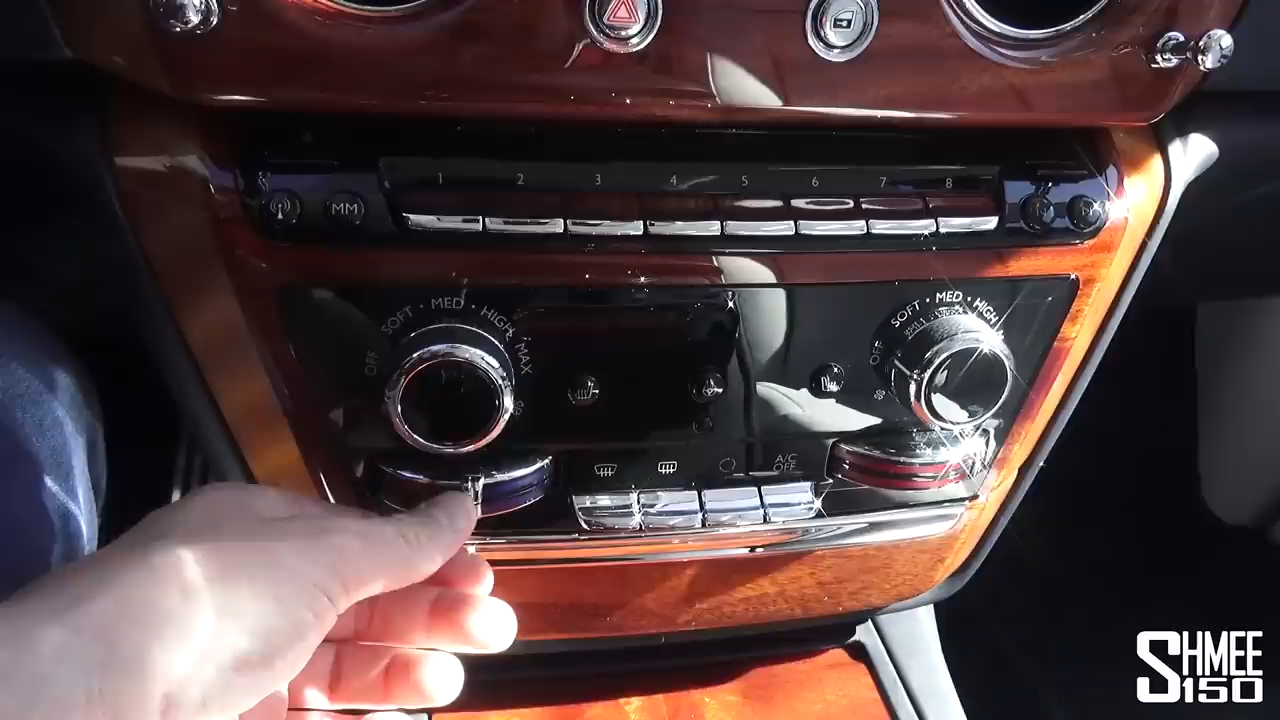 1 2 3 4 5 6 7 8
MM
SOFT · MED · HIGH MAX
OFF
SOFT · MED · HIGH
OFF
A/C
OFF
SHMEE
150